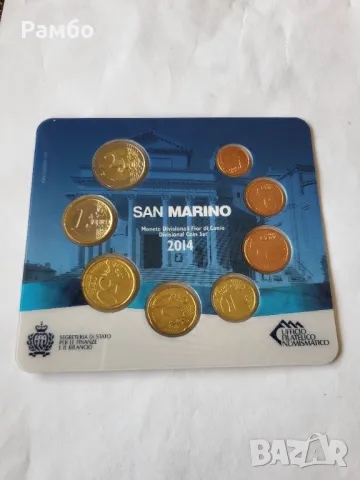 Рамбо
SAN MARINO
Monete Divisionali Fior di Conio
Divisional Coin Set
2014
SEGRETERIA DI STATO
PER LE FINANZE
E IL BILANCIO
UFFICIO
FILATELICO
NUMISMATICO
bazar